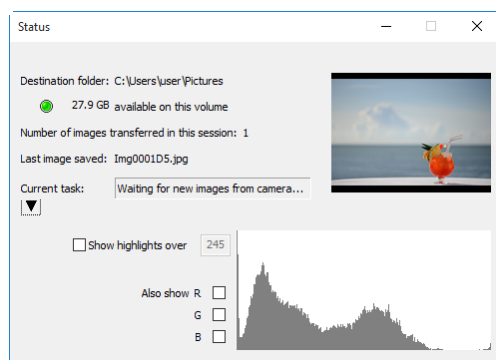 Status
Destination folder: C:\Users\user\Pictures
27.9 GB available on this volume
Number of images transferred in this session: 1
Last image saved: Img0001D5.jpg
Current task: Waiting for new images from camera...
Show highlights over 245
Also show R
G
B